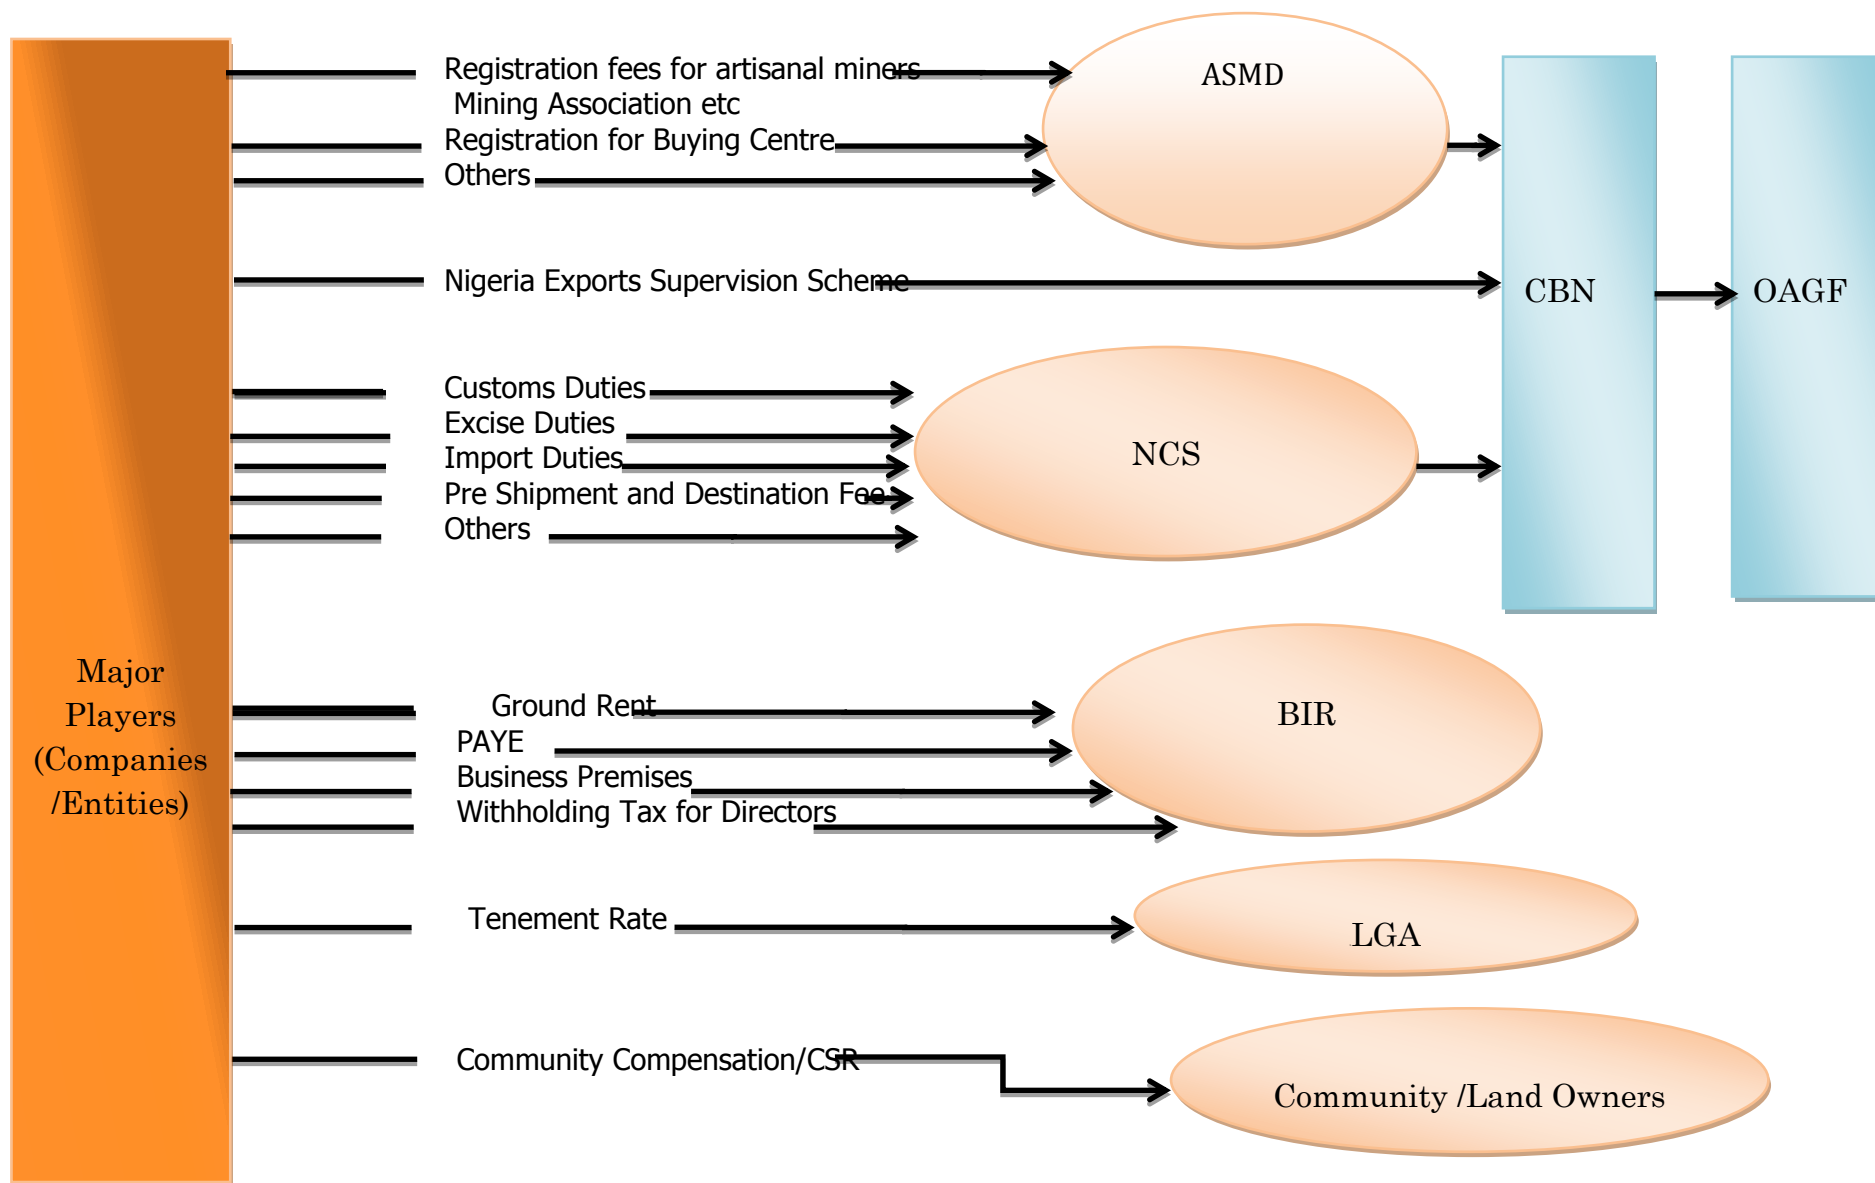 Registration fees for artisanal miners
Mining Association etc
Registration for Buying Centre
Others
ASMD
Nigeria Exports Supervision Scheme
CBN
OAGF
Customs Duties
Excise Duties
Import Duties
Pre Shipment and Destination Fee
Others
NCS
Major
Players
(Companies
/Entities)
Ground Rent
PAYE
Business Premises
Withholding Tax for Directors
BIR
Tenement Rate
LGA
Community Compensation/CSR
Community /Land Owners